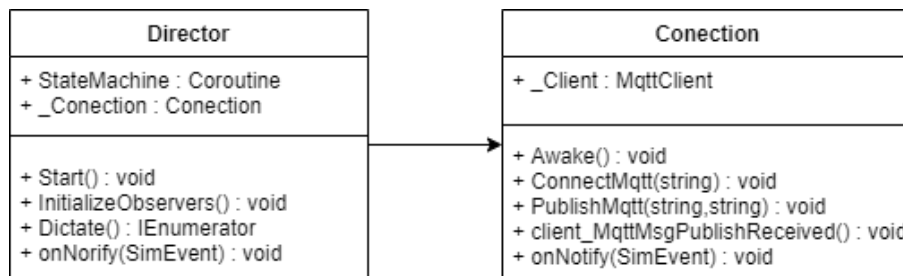 Director
+ StateMachine : Coroutine
+ _Conection : Conection
+ Start() : void
+ InitializeObservers() : void
+ Dictate() : IEnumerator
+ onNorify(SimEvent) : void
Conection
+ _Client : MqttClient
+ Awake() : void
+ ConnectMqtt(string) : void
+ PublishMqtt(string,string) : void
+ client_MqttMsgPublishReceived() : void
+ onNotify(SimEvent) : void